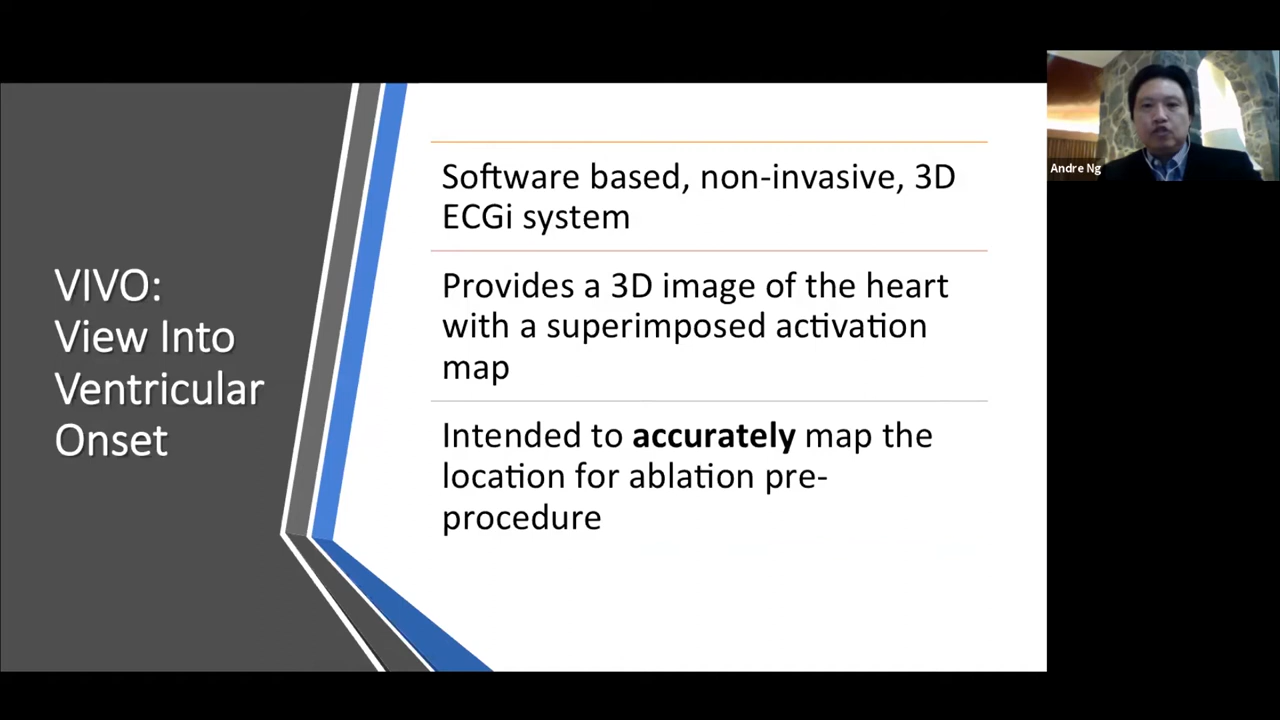 VIVO:
View Into
Ventricular
Onset
Software based, non-invasive, 3D
ECGi system
Provides a 3D image of the heart
with a superimposed activation
map
Intended to accurately map the
location for ablation pre-
procedure
Andre Ng